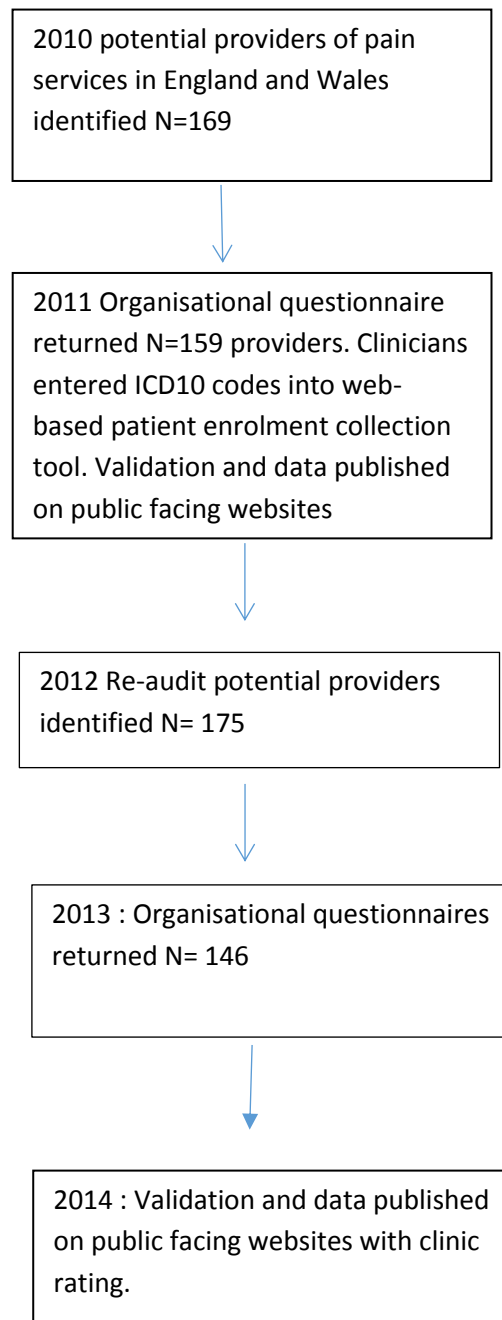 2010 potential providers of pain
services in England and Wales
identified N=169
2011 Organisational questionnaire
returned N=159 providers. Clinicians
entered ICD10 codes into web-
based patient enrolment collection
tool. Validation and data published
on public facing websites
2012 Re-audit potential providers
identified N= 175
2013 : Organisational questionnaires
returned N= 146
2014 : Validation and data published
on public facing websites with clinic
rating.